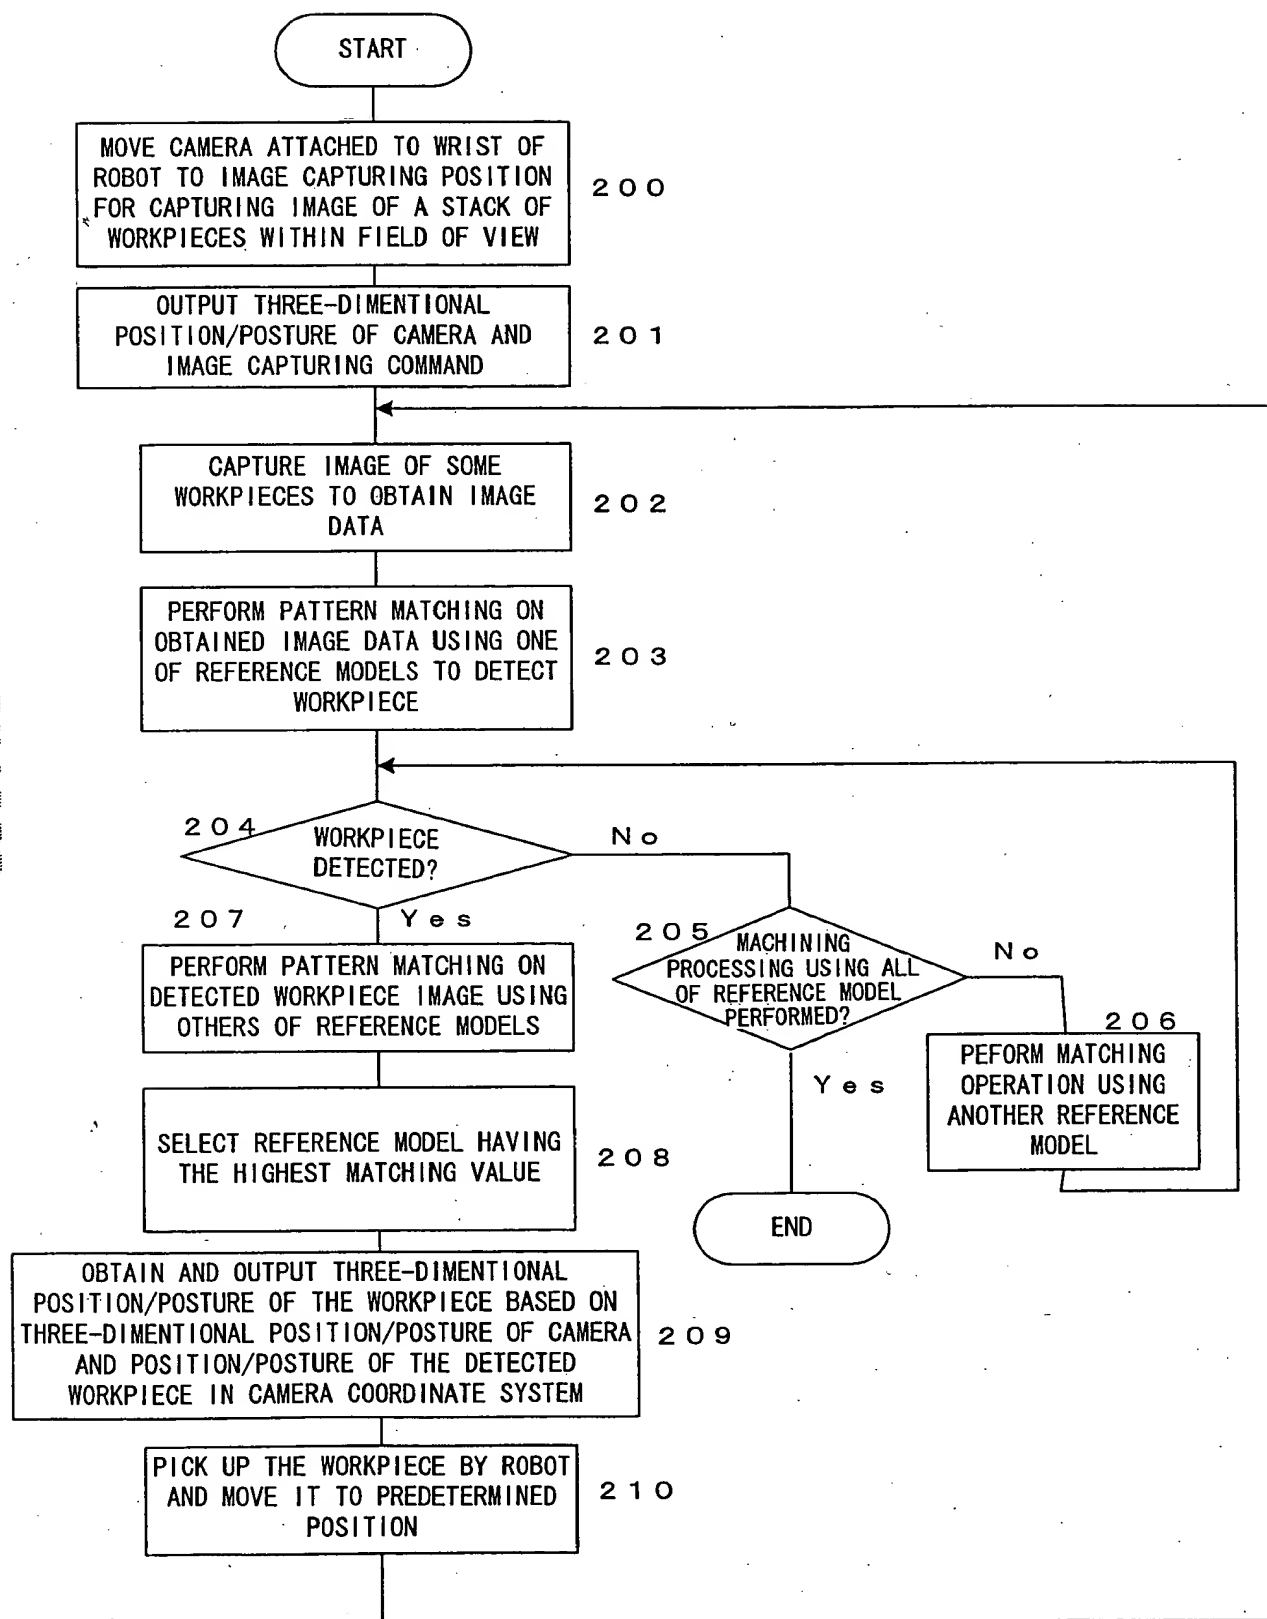 START
MOVE CAMERA ATTACHED TO WRIST OF
ROBOT TO IMAGE CAPTURING POSITION
FOR CAPTURING IMAGE OF A STACK OF
WORKPIECES WITHIN FIELD OF VIEW
200
OUTPUT THREE-DIMENTIONAL
POSITION/POSTURE OF CAMERA AND
IMAGE CAPTURING COMMAND
201
CAPTURE IMAGE OF SOME
WORKPIECES TO OBTAIN IMAGE
DATA
202
PERFORM PATTERN MATCHING ON
OBTAINED IMAGE DATA USING ONE
OF REFERENCE MODELS TO DETECT
WORKPIECE
203
204
WORKPIECE
DETECTED?
No
Yes
205
MACHINING
PROCESSING USING ALL
OF REFERENCE MODEL
PERFORMED?
No
Yes
206
PEFORM MATCHING
OPERATION USING
ANOTHER REFERENCE
MODEL
END
207
PERFORM PATTERN MATCHING ON
DETECTED WORKPIECE IMAGE USING
OTHERS OF REFERENCE MODELS
SELECT REFERENCE MODEL HAVING
THE HIGHEST MATCHING VALUE
208
OBTAIN AND OUTPUT THREE-DIMENTIONAL
POSITION/POSTURE OF THE WORKPIECE BASED ON
THREE-DIMENTIONAL POSITION/POSTURE OF CAMERA
AND POSITION/POSTURE OF THE DETECTED
WORKPIECE IN CAMERA COORDINATE SYSTEM
209
PICK UP THE WORKPIECE BY ROBOT
AND MOVE IT TO PREDETERMINED
POSITION
210